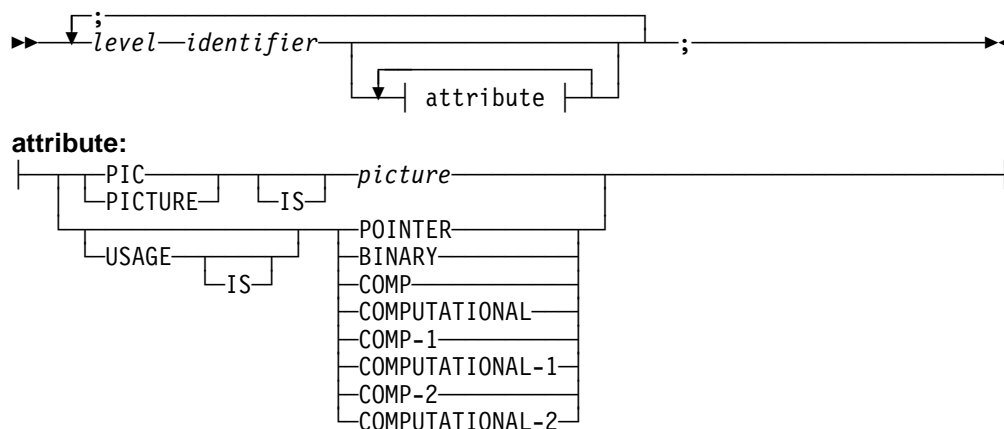 ;
level identifier ;
attribute
attribute:
PIC picture
PICTURE IS
POINTER
USAGE BINARY
IS COMP
COMPUTATIONAL
COMP-1
COMPUTATIONAL-1
COMP-2
COMPUTATIONAL-2